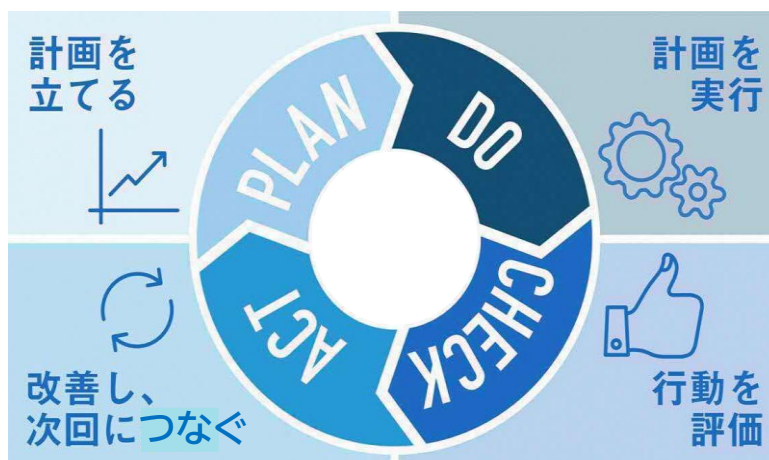 計画を
立てる
PLAN
DO
計画を
実行
CHECK
行動を
評価
ACT
改善し、
次回につなぐ